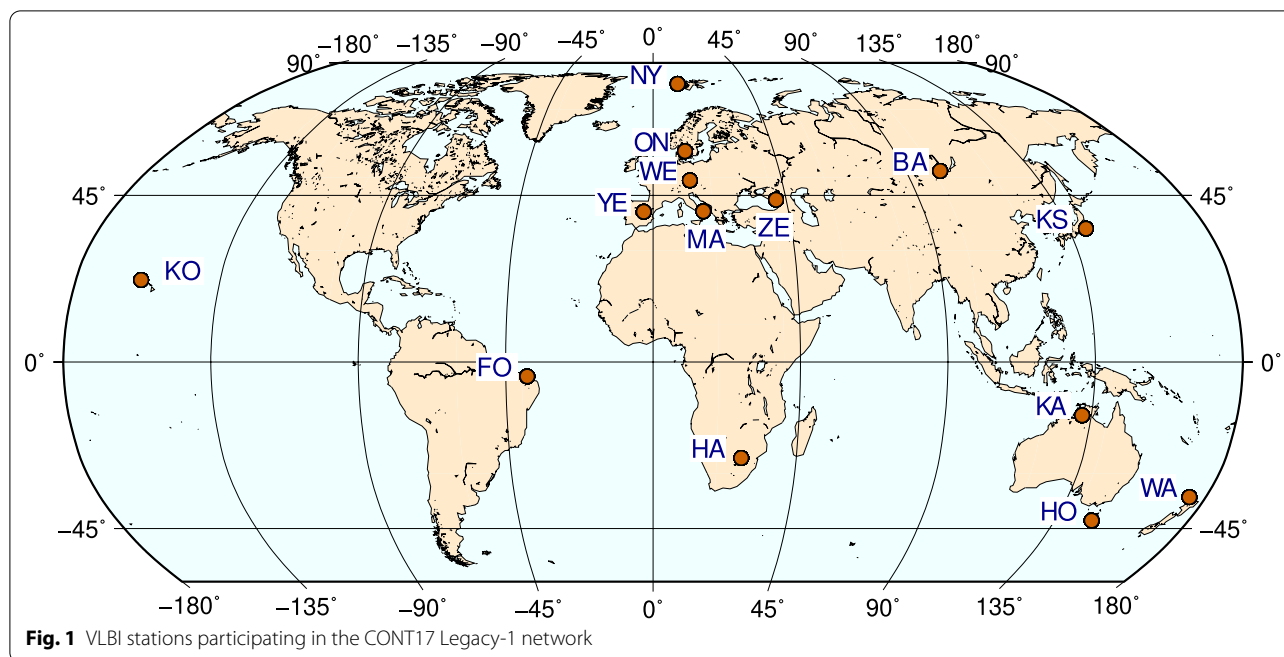 −180˚ −135˚ −90˚ −45˚ 0˚ 45˚ 90˚ 135˚ 180˚
90˚ 90˚
NY
ON
WE
BA
45˚ 45˚
YE
MA
ZE
KS
KO
0˚ 0˚
FO
KA
HA
WA
HO
−45˚ −45˚
−180˚ −135˚ −90˚ −45˚ 0˚ 45˚ 90˚ 135˚ 180˚
Fig. 1 VLBI stations participating in the CONT17 Legacy-1 network